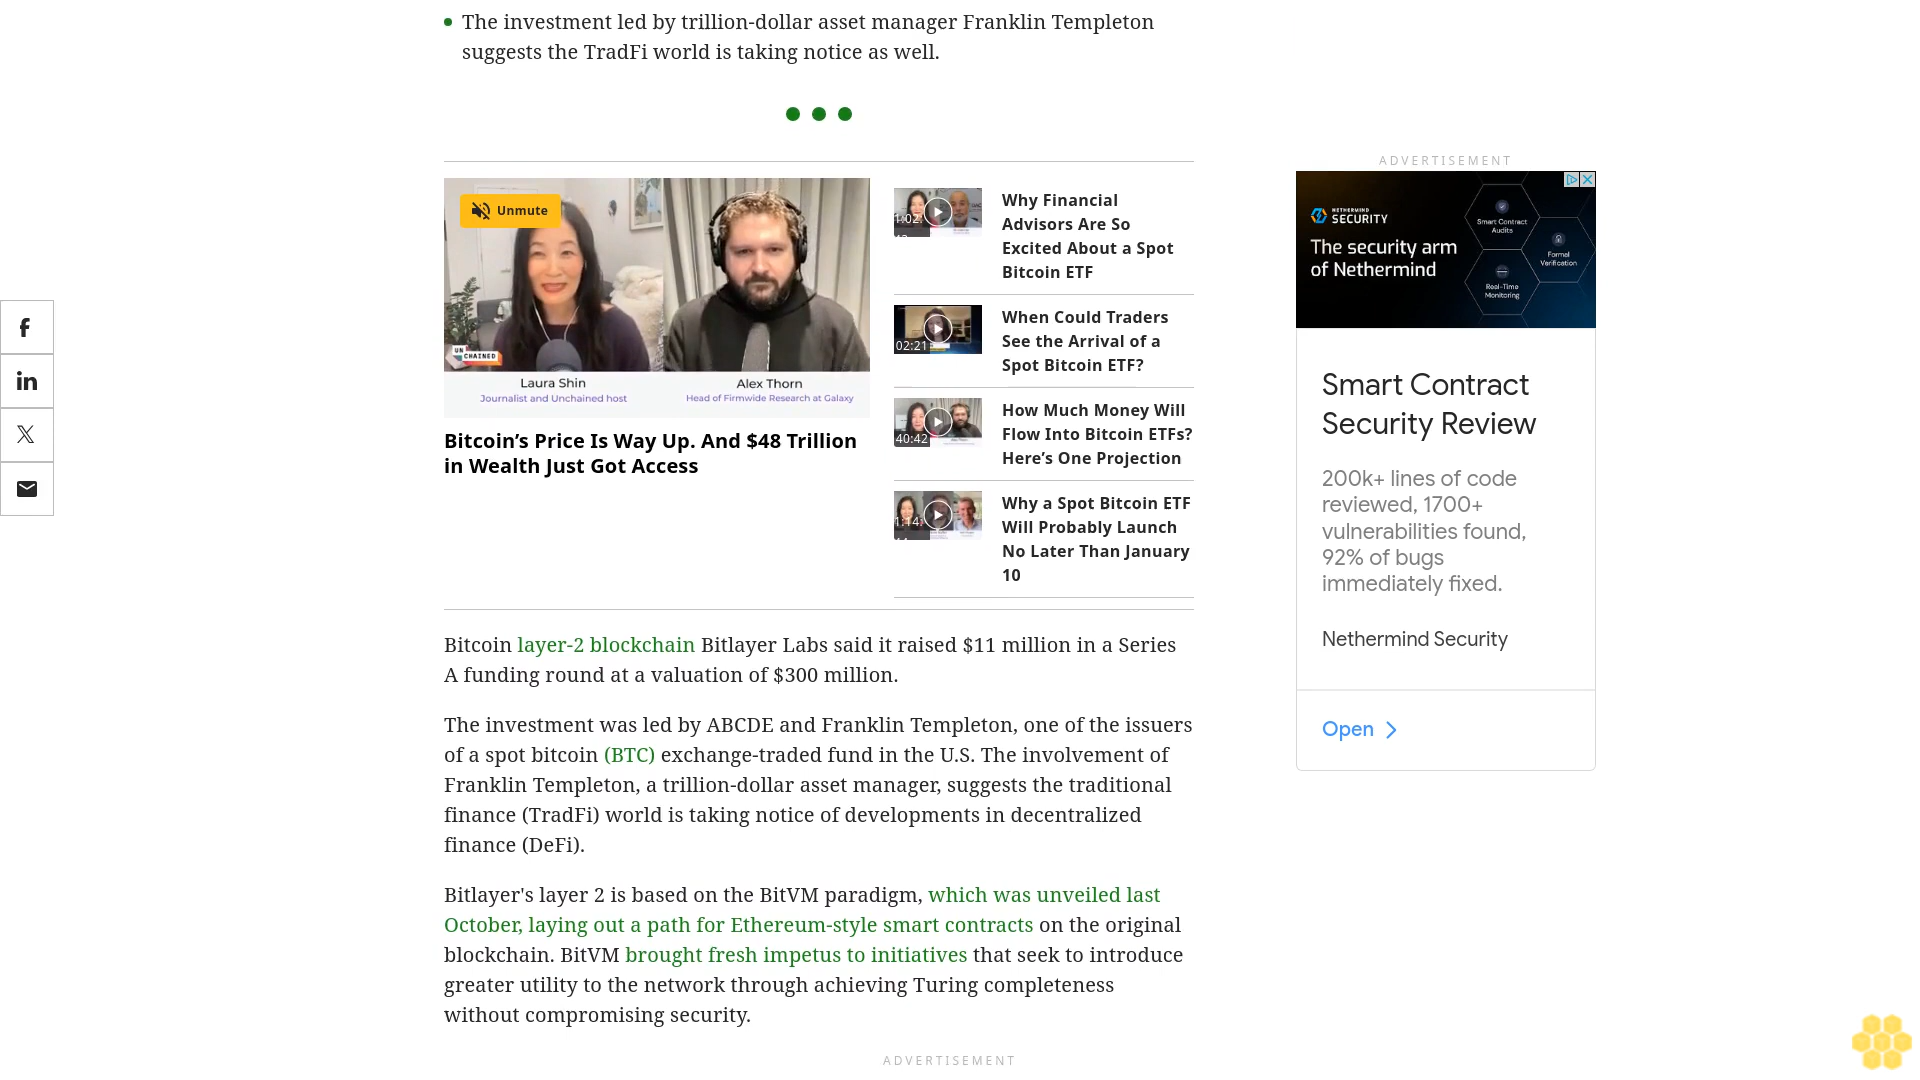 The investment led by trillion-dollar asset manager Franklin Templeton
suggests the TradFi world is taking notice as well.
Unmute
UN
CHAINED
Laura Shin
Journalist and Unchained host
Alex Thorn
Head of Firmwide Research at Galaxy
Bitcoin’s Price Is Way Up. And $48 Trillion
in Wealth Just Got Access
1:02:
Why Financial
Advisors Are So
Excited About a Spot
Bitcoin ETF
02:21
When Could Traders
See the Arrival of a
Spot Bitcoin ETF?
40:42
How Much Money Will
Flow Into Bitcoin ETFs?
Here’s One Projection
1:14:
Why a Spot Bitcoin ETF
Will Probably Launch
No Later Than January
10
Bitcoin layer-2 blockchain Bitlayer Labs said it raised $11 million in a Series
A funding round at a valuation of $300 million.
The investment was led by ABCDE and Franklin Templeton, one of the issuers
of a spot bitcoin (BTC) exchange-traded fund in the U.S. The involvement of
Franklin Templeton, a trillion-dollar asset manager, suggests the traditional
finance (TradFi) world is taking notice of developments in decentralized
finance (DeFi).
Bitlayer's layer 2 is based on the BitVM paradigm, which was unveiled last
October, laying out a path for Ethereum-style smart contracts on the original
blockchain. BitVM brought fresh impetus to initiatives that seek to introduce
greater utility to the network through achieving Turing completeness
without compromising security.
ADVERTISEMENT
ADVERTISEMENT
NETHERMIND
SECURITY
The security arm
of Nethermind
Smart Contract
Audits
Formal
Verification
Real-Time
Monitoring
Smart Contract
Security Review
200k+ lines of code
reviewed, 1700+
vulnerabilities found,
92% of bugs
immediately fixed.
Nethermind Security
Open